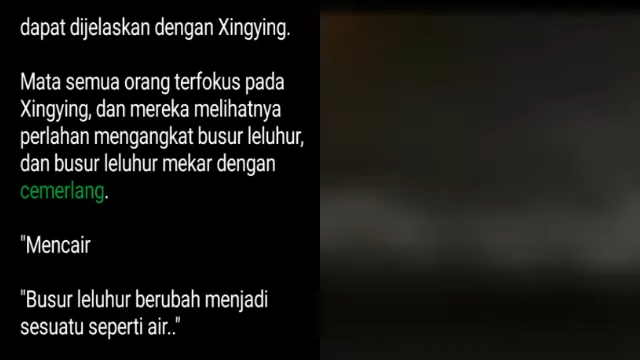 dapat dijelaskan dengan Xingying.
Mata semua orang terfokus pada
Xingying, dan mereka melihatnya
perlahan mengangkat busur leluhur,
dan busur leluhur mekar dengan
cemerlang.
"Mencair
"Busur leluhur berubah menjadi
sesuatu seperti air.."